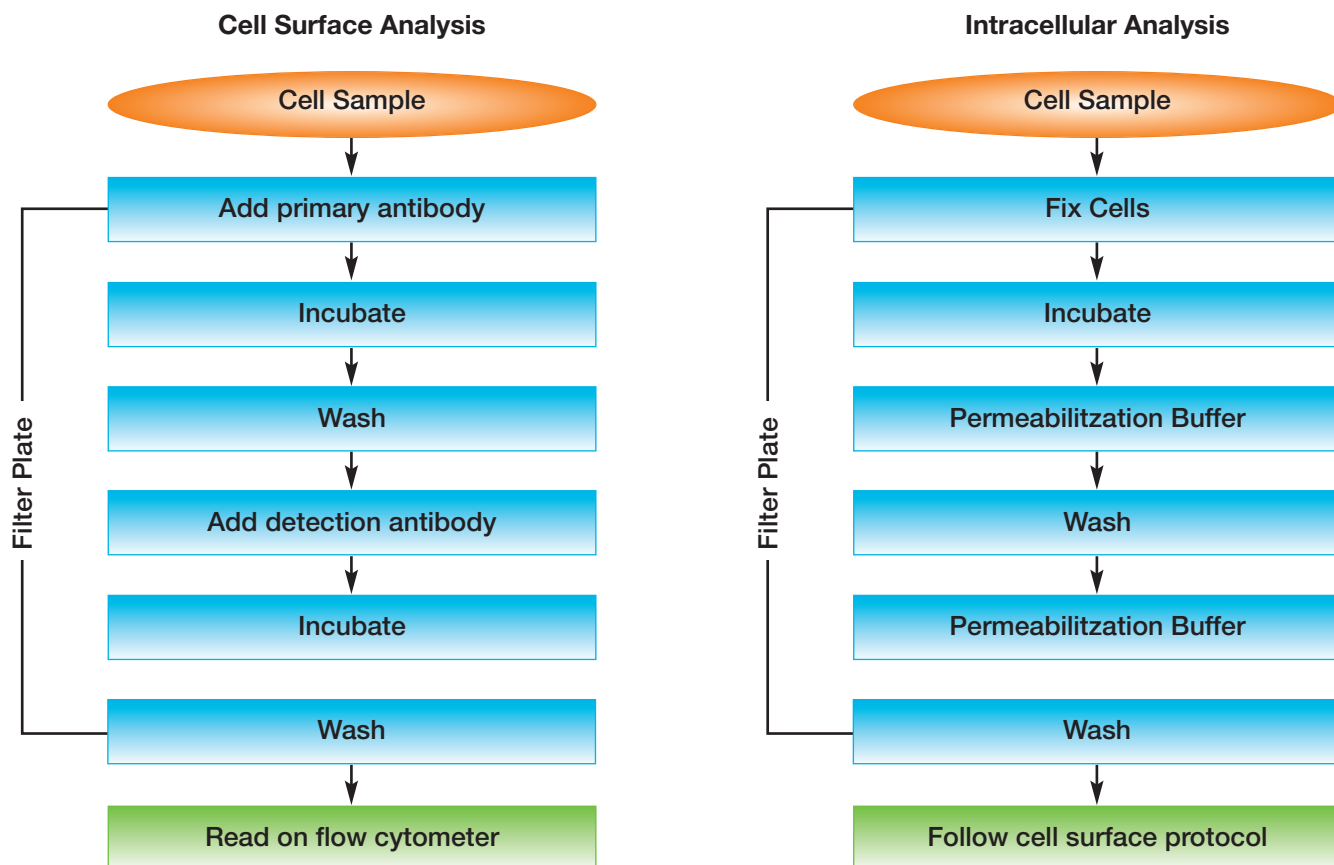 Cell Surface Analysis
Cell Sample
Add primary antibody
Incubate
Wash
Add detection antibody
Incubate
Wash
Read on flow cytometer
Filter Plate
Intracellular Analysis
Cell Sample
Fix Cells
Incubate
Permeabilitzation Buffer
Wash
Permeabilitzation Buffer
Wash
Follow cell surface protocol
Filter Plate